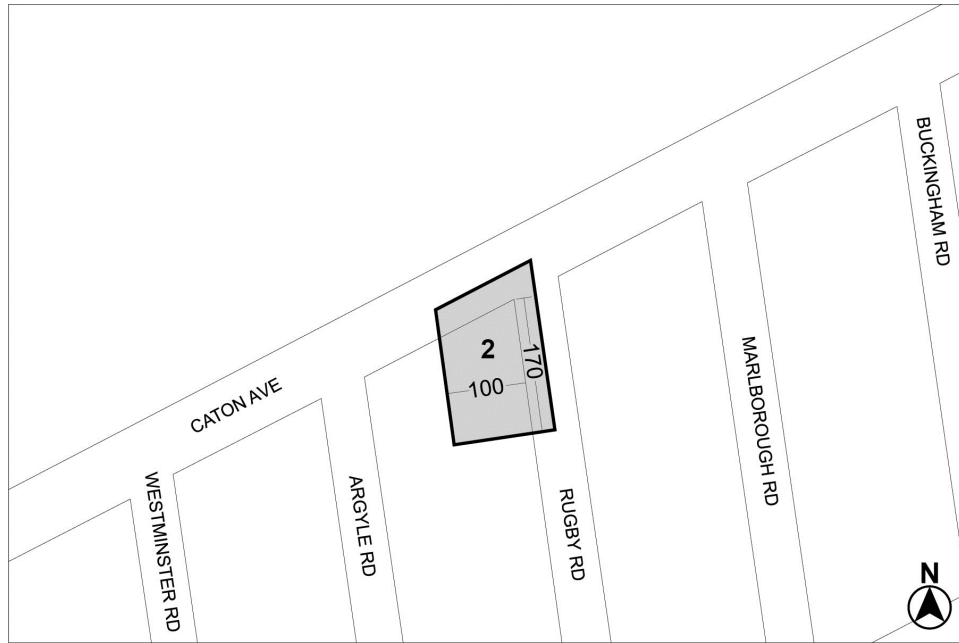 BUCKINGHAM RD
2
170
100
CATON AVE
MARLBOROUGH RD
WESTMINSTER RD
ARGYLE RD
RUGBY RD
N